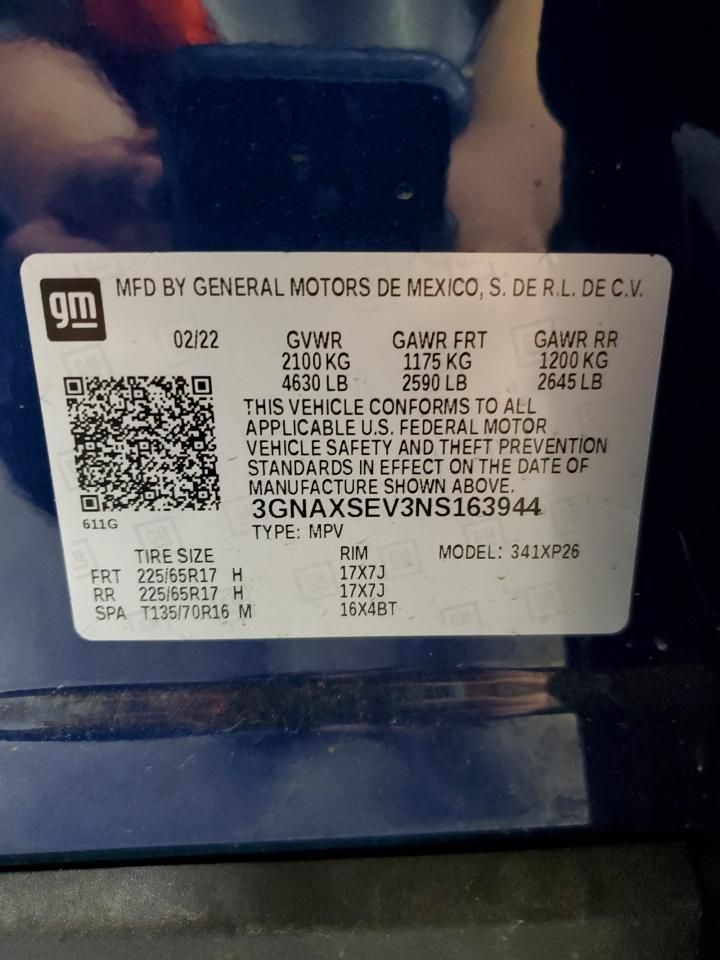 gm
MFD BY GENERAL MOTORS DE MEXICO, S. DE R.L. DE C.V.
02/22 GVWR GAWR FRT GAWR RR
2100 KG 1175 KG 1200 KG
4630 LB 2590 LB 2645 LB
THIS VEHICLE CONFORMS TO ALL
APPLICABLE U.S. FEDERAL MOTOR
VEHICLE SAFETY AND THEFT PREVENTION
STANDARDS IN EFFECT ON THE DATE OF
MANUFACTURE SHOWN ABOVE.
3GNAXSEV3NS163944
611G
TYPE: MPV
TIRE SIZE RIM MODEL: 341XP26
FRT 225/65R17 H 17X7J
RR 225/65R17 H 17X7J
SPA T135/70R16 M 16X4BT